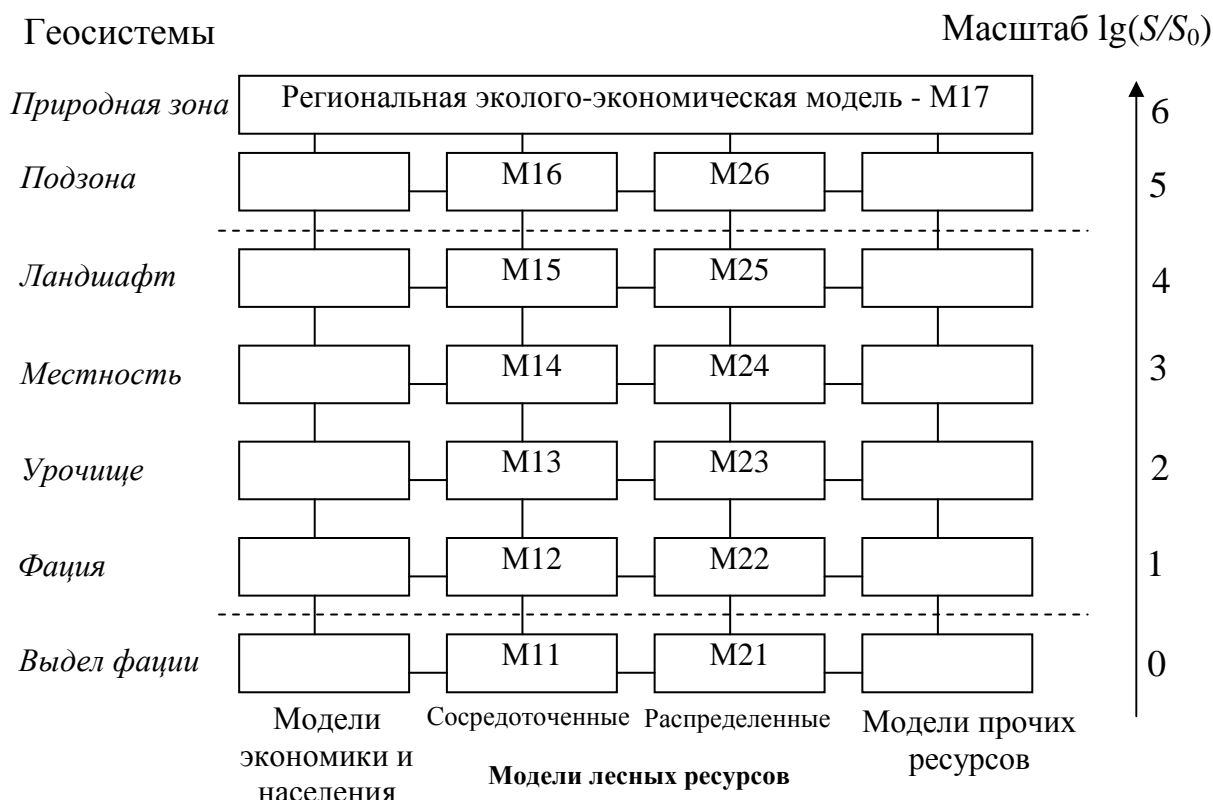 Геосистемы Масштаб lg(S/S0)
Природная зона Региональная эколого-экономическая модель - М17 6
Подзона М16 М26 5
Ландшафт М15 М25 4
Местность М14 М24 3
Урочище М13 М23 2
Фация М12 М22 1
Выдел фации М11 М21 0
Модели экономики и населения
Сосредоточенные Распределенные
Модели лесных ресурсов
Модели прочих ресурсов